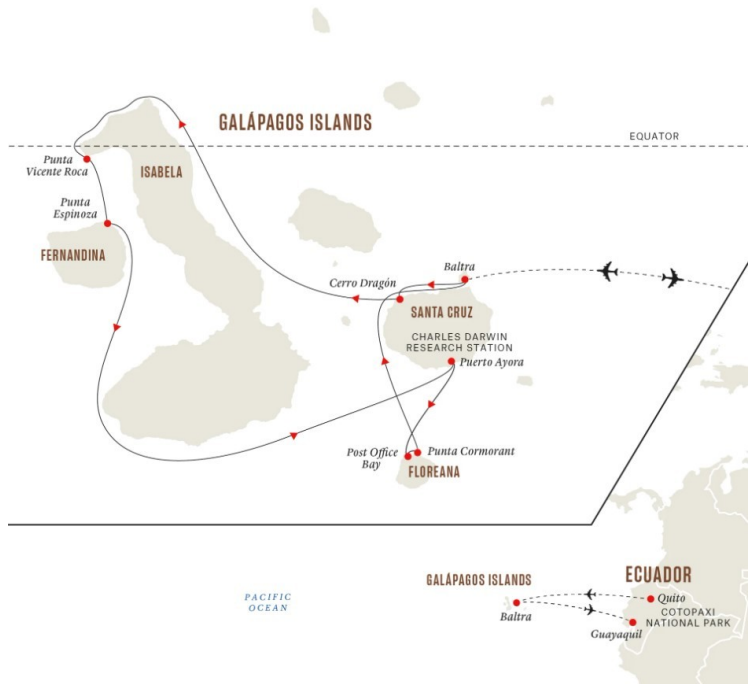 GALÁPAGOS ISLANDS
EQUATOR
Punta
Vicente Roca
ISABELA
Punta
Espinoza
FERNANDINA
Baltra
Cerro Dragón
SANTA CRUZ
CHARLES DARWIN
RESEARCH STATION
Puerto Ayora
Post Office
Bay
Punta Cormorant
FLOREANA
GALÁPAGOS ISLANDS
ECUADOR
PACIFIC
OCEAN
Quito
Baltra
COTOPAXI
NATIONAL PARK
Guayaquil